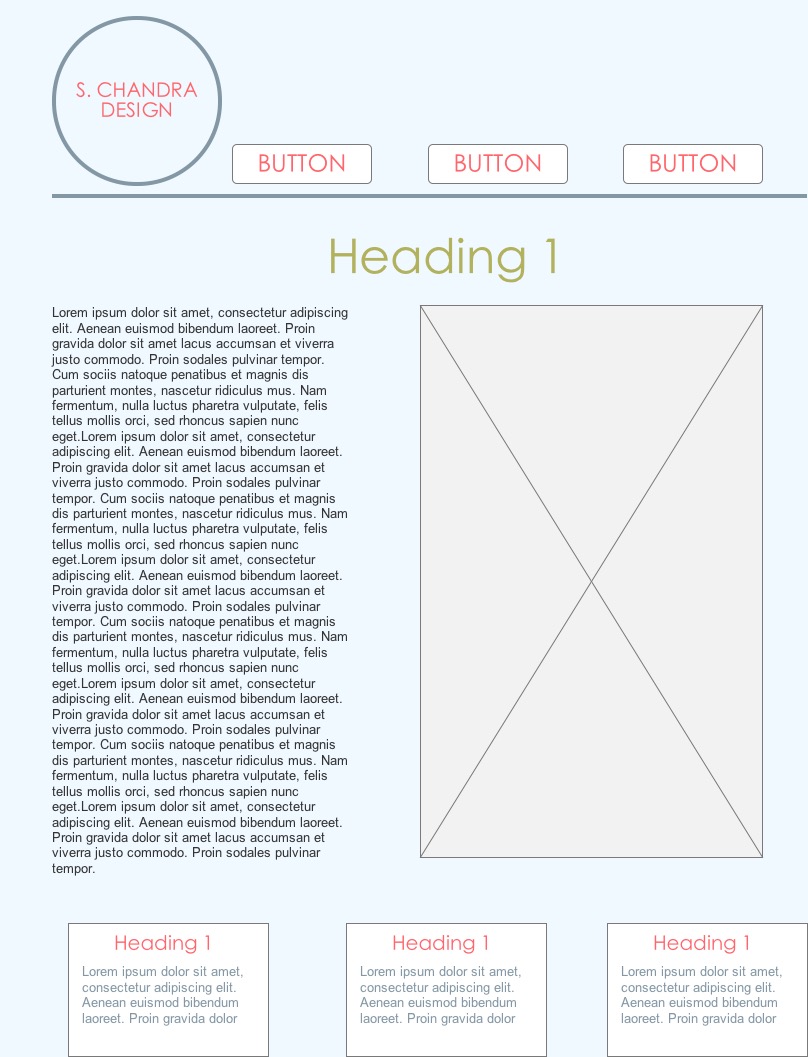 S. CHANDRA
DESIGN
BUTTON
BUTTON
BUTTON
Heading 1
Lorem ipsum dolor sit amet, consectetur adipiscing
elit. Aenean euismod bibendum laoreet. Proin
gravida dolor sit amet lacus accumsan et viverra
justo commodo. Proin sodales pulvinar tempor.
Cum sociis natoque penatibus et magnis dis
parturient montes, nascetur ridiculus mus. Nam
fermentum, nulla luctus pharetra vulputate, felis
tellus mollis orci, sed rhoncus sapien nunc
eget.Lorem ipsum dolor sit amet, consectetur
adipiscing elit. Aenean euismod bibendum laoreet.
Proin gravida dolor sit amet lacus accumsan et
viverra justo commodo. Proin sodales pulvinar
tempor. Cum sociis natoque penatibus et magnis
dis parturient montes, nascetur ridiculus mus. Nam
fermentum, nulla luctus pharetra vulputate, felis
tellus mollis orci, sed rhoncus sapien nunc
eget.Lorem ipsum dolor sit amet, consectetur
adipiscing elit. Aenean euismod bibendum laoreet.
Proin gravida dolor sit amet lacus accumsan et
viverra justo commodo. Proin sodales pulvinar
tempor. Cum sociis natoque penatibus et magnis
dis parturient montes, nascetur ridiculus mus. Nam
fermentum, nulla luctus pharetra vulputate, felis
tellus mollis orci, sed rhoncus sapien nunc
eget.Lorem ipsum dolor sit amet, consectetur
adipiscing elit. Aenean euismod bibendum laoreet.
Proin gravida dolor sit amet lacus accumsan et
viverra justo commodo. Proin sodales pulvinar
tempor. Cum sociis natoque penatibus et magnis
dis parturient montes, nascetur ridiculus mus. Nam
fermentum, nulla luctus pharetra vulputate, felis
tellus mollis orci, sed rhoncus sapien nunc
eget.Lorem ipsum dolor sit amet, consectetur
adipiscing elit. Aenean euismod bibendum laoreet.
Proin gravida dolor sit amet lacus accumsan et
viverra justo commodo. Proin sodales pulvinar
tempor.
Heading 1
Lorem ipsum dolor sit amet,
consectetur adipiscing elit.
Aenean euismod bibendum
laoreet. Proin gravida dolor
Heading 1
Lorem ipsum dolor sit amet,
consectetur adipiscing elit.
Aenean euismod bibendum
laoreet. Proin gravida dolor
Heading 1
Lorem ipsum dolor sit amet,
consectetur adipiscing elit.
Aenean euismod bibendum
laoreet. Proin gravida dolor